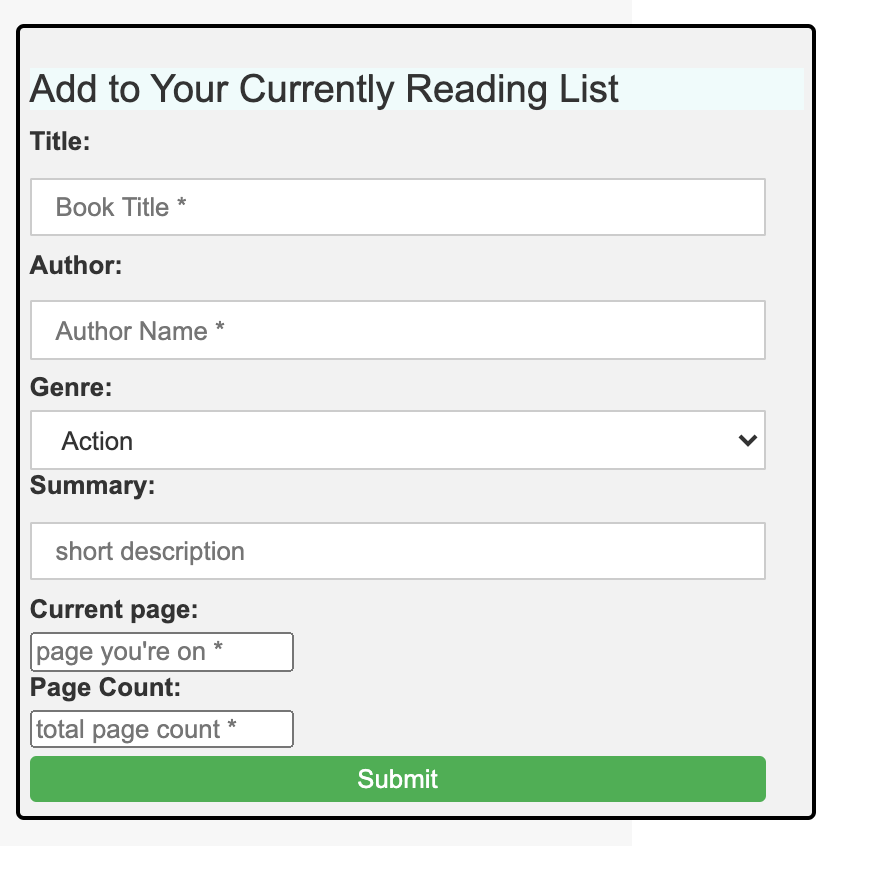 Add to Your Currently Reading List
Title:
Book Title *
Author:
Author Name *
Genre:
Action
Summary:
short description
Current page:
page you're on *
Page Count:
total page count *
Submit